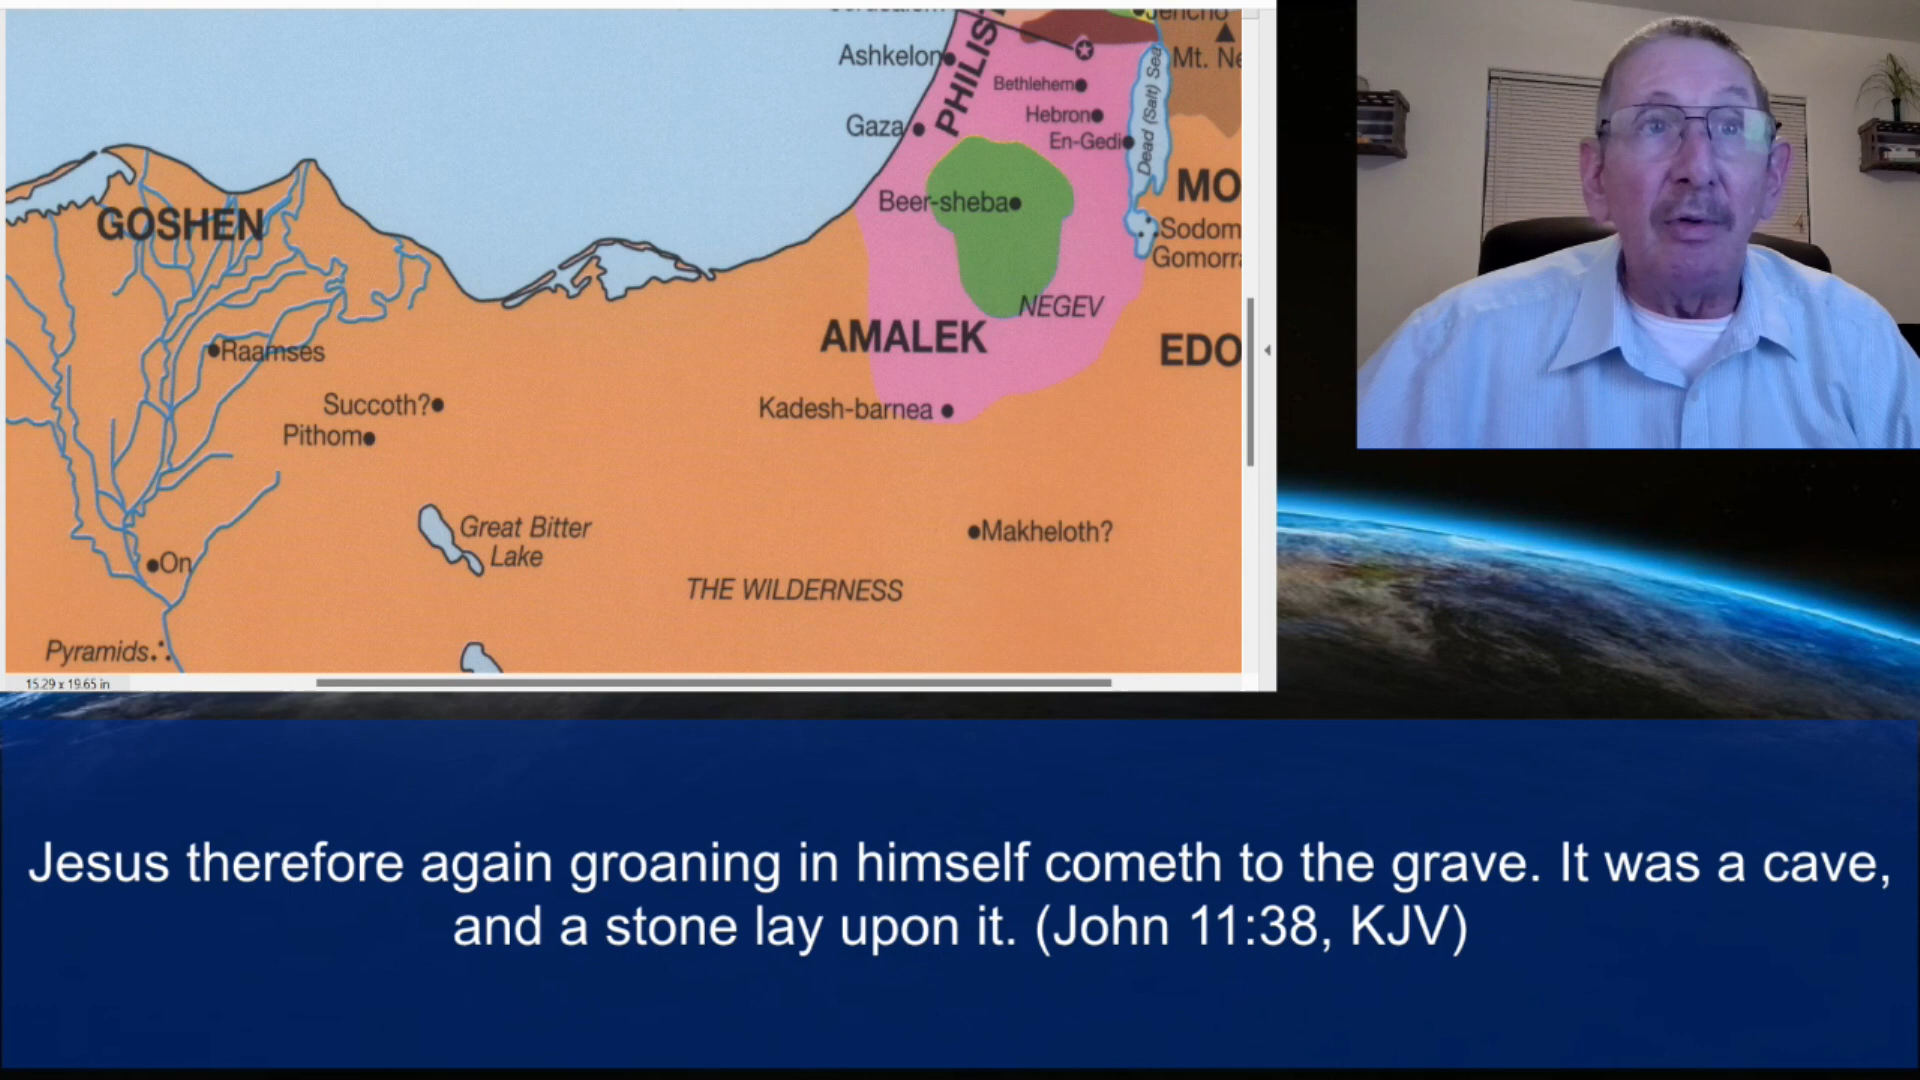 Jerusalem
Jericho
Ashkelon
PHILIS
Mt. Ne
Bethlehem
Dead (Salt) Sea
Hebron
Gaza
En-Gedi
MO
Beer-sheba
GOSHEN
Sodom
Gomorr
NEGEV
AMALEK
EDO
Raamses
Succoth?
Kadesh-barnea
Pithom
Great Bitter
Lake
Makheloth?
On
THE WILDERNESS
Pyramids
15.29 x 19.65 in
Jesus therefore again groaning in himself cometh to the grave. It was a cave,
and a stone lay upon it. (John 11:38, KJV)